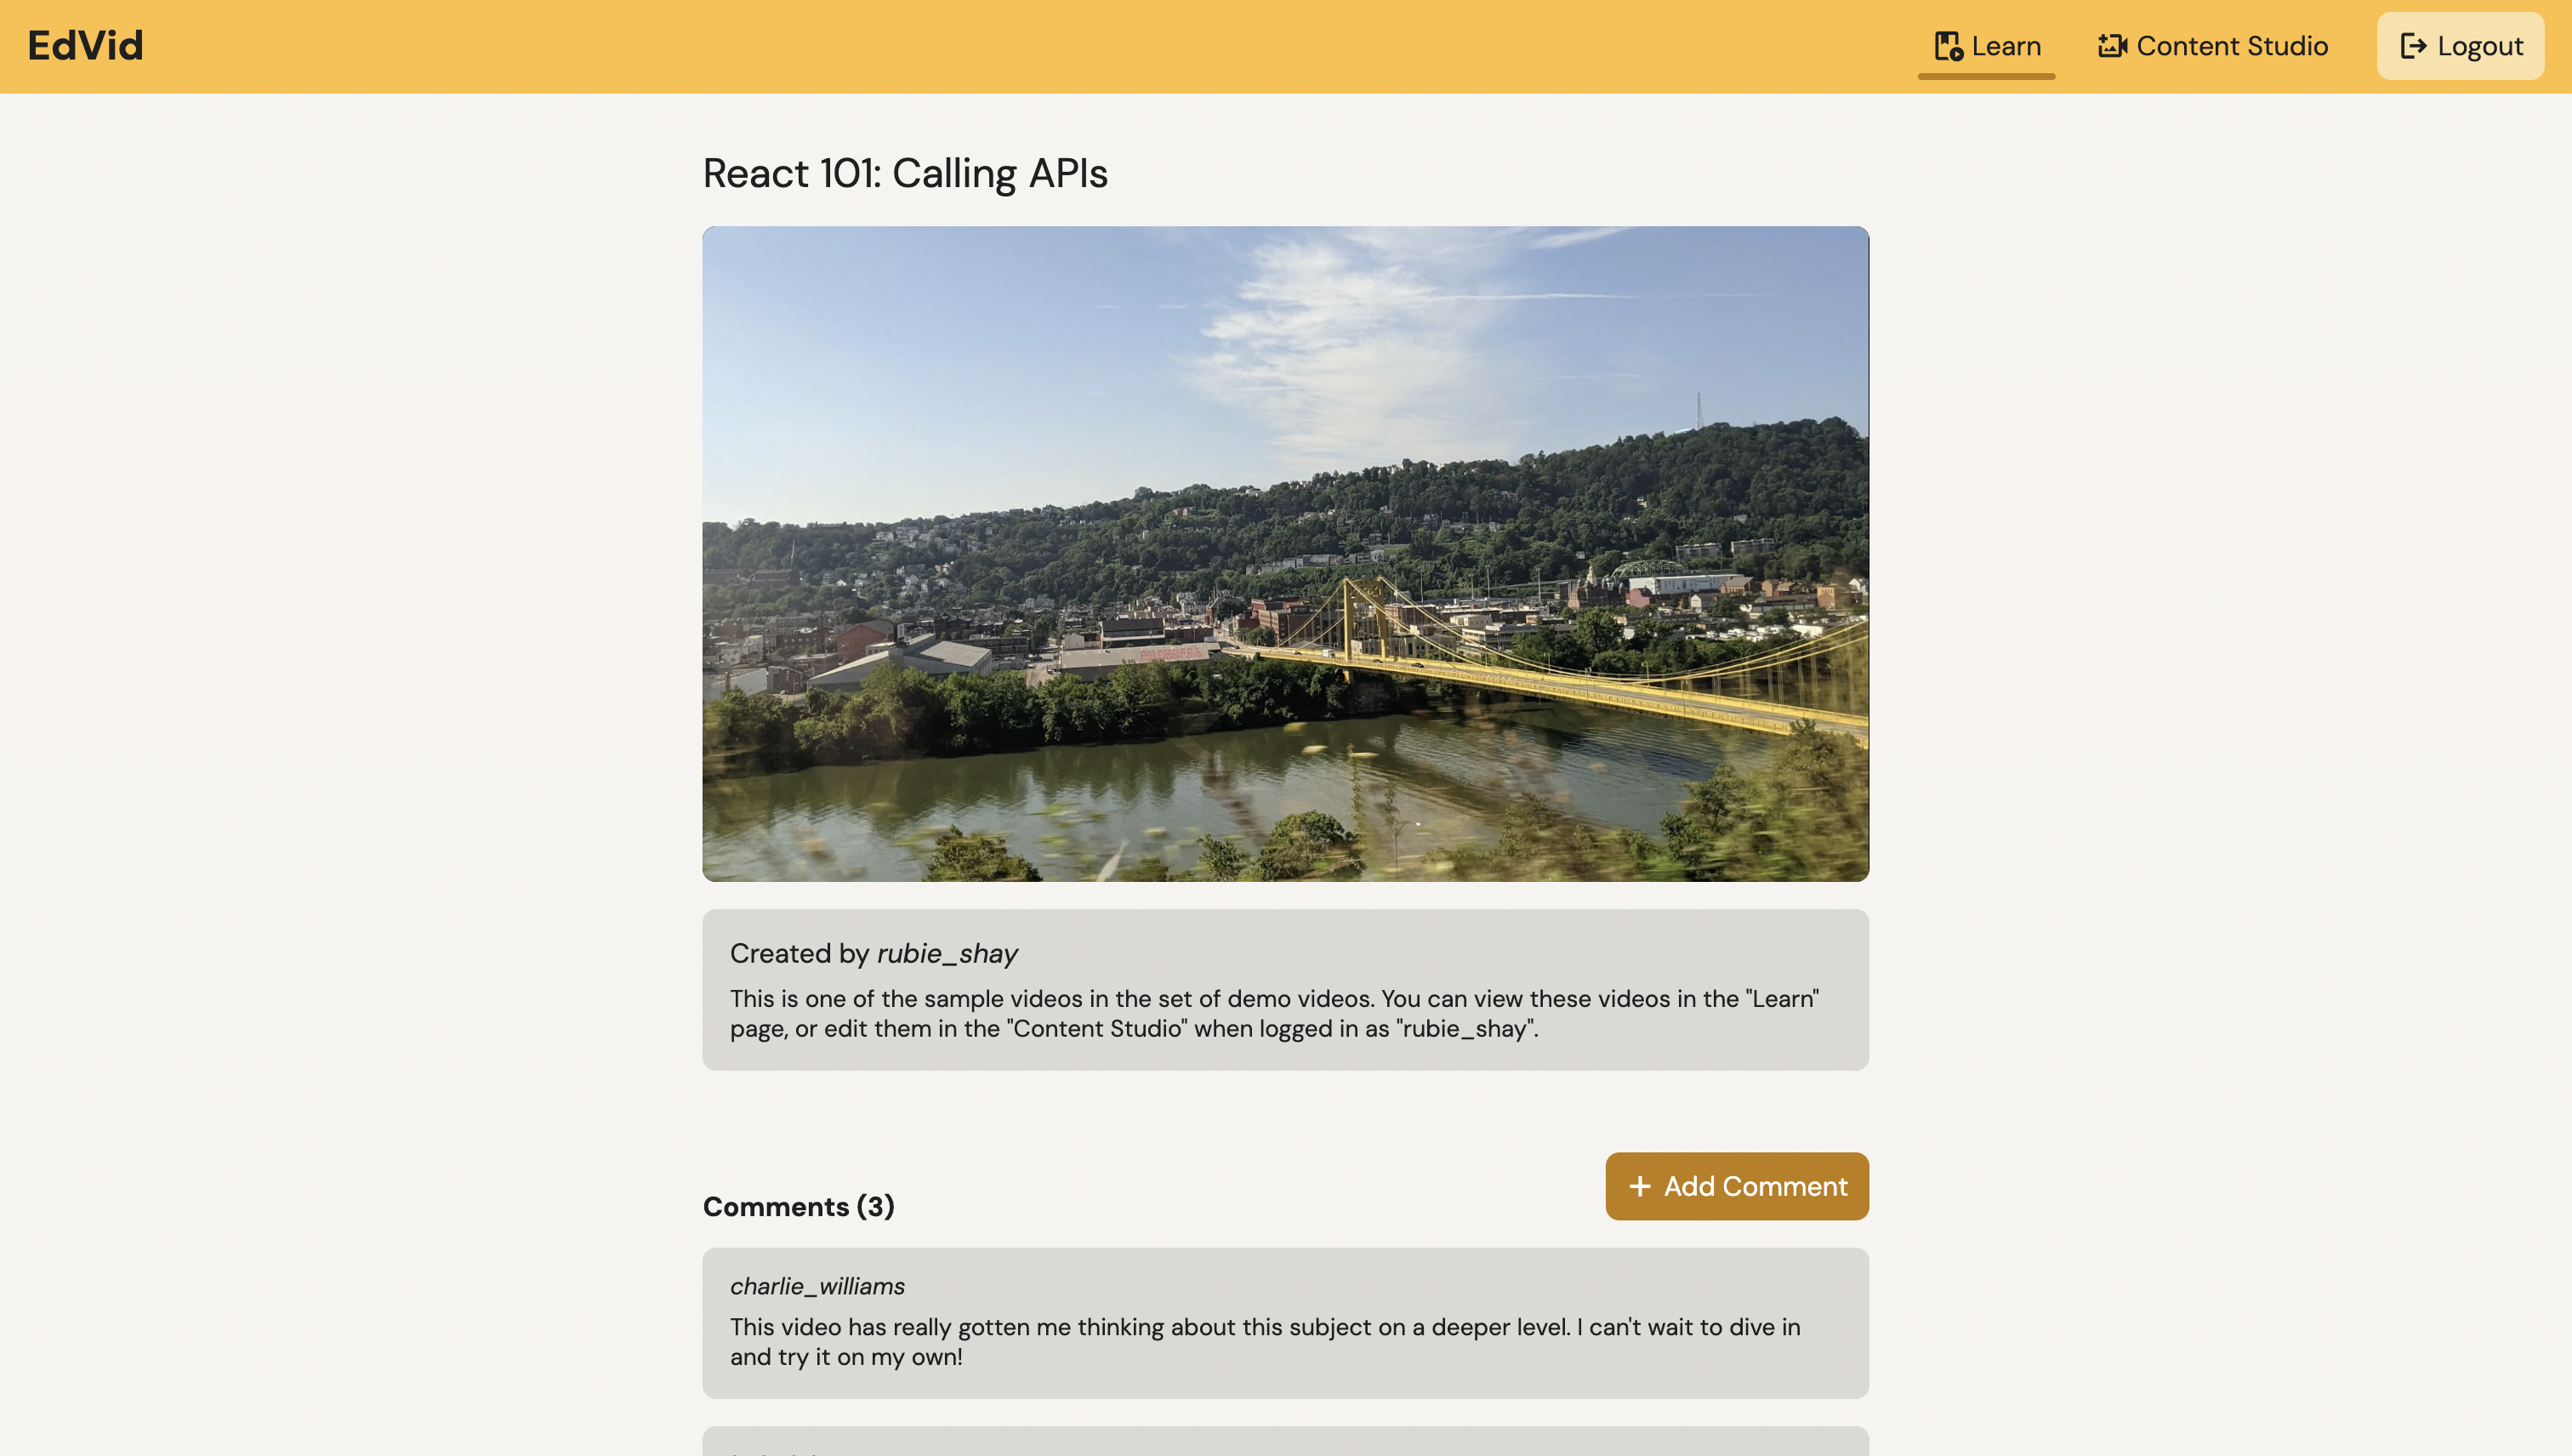 EdVid
Learn
Content Studio
Logout
React 101: Calling APIs
Created by rubie_shay
This is one of the sample videos in the set of demo videos. You can view these videos in the "Learn"
page, or edit them in the "Content Studio" when logged in as "rubie_shay".
Comments (3)
+ Add Comment
charlie_williams
This video has really gotten me thinking about this subject on a deeper level. I can't wait to dive in
and try it on my own!